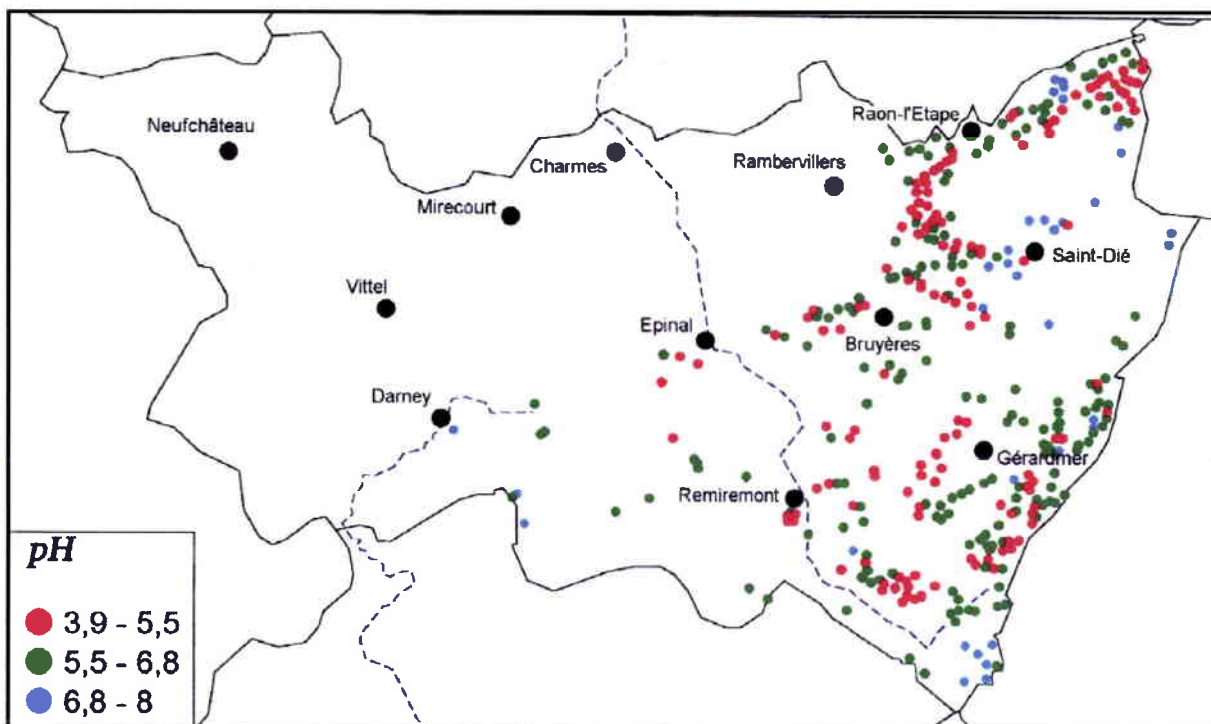 Neufchâteau
Charmes
Raon-l'Etape
Rambervillers
Mirecourt
Saint-Dié
Vittel
Epinal
Bruyères
Darney
Gérardmer
Remiremont
pH
3,9 - 5,5
5,5 - 6,8
6,8 - 8